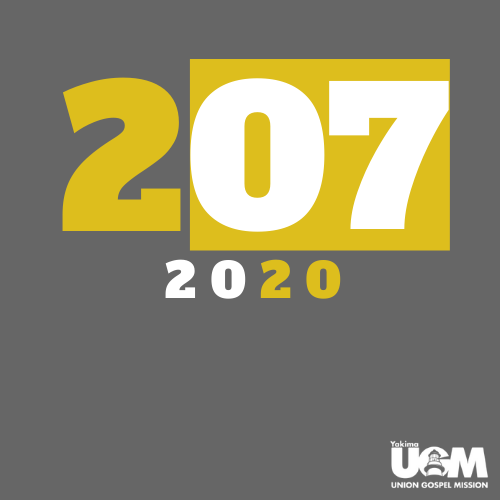 207
2020
Yakima
UGM
UNION GOSPEL MISSION